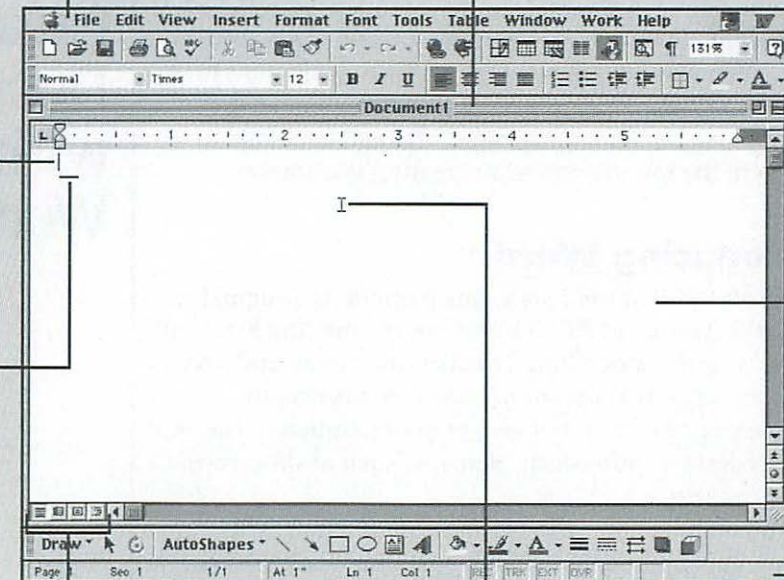 File Edit View Insert Format Font Tools Table Window Work Help
¶ 131%
Normal Times 12 B I U A
Document1
L 1 2 3 4 5
Draw AutoShapes A
Page 1 Sec 1 1/1 At 1" Ln 1 Col 1 REC TRK EXT OVR